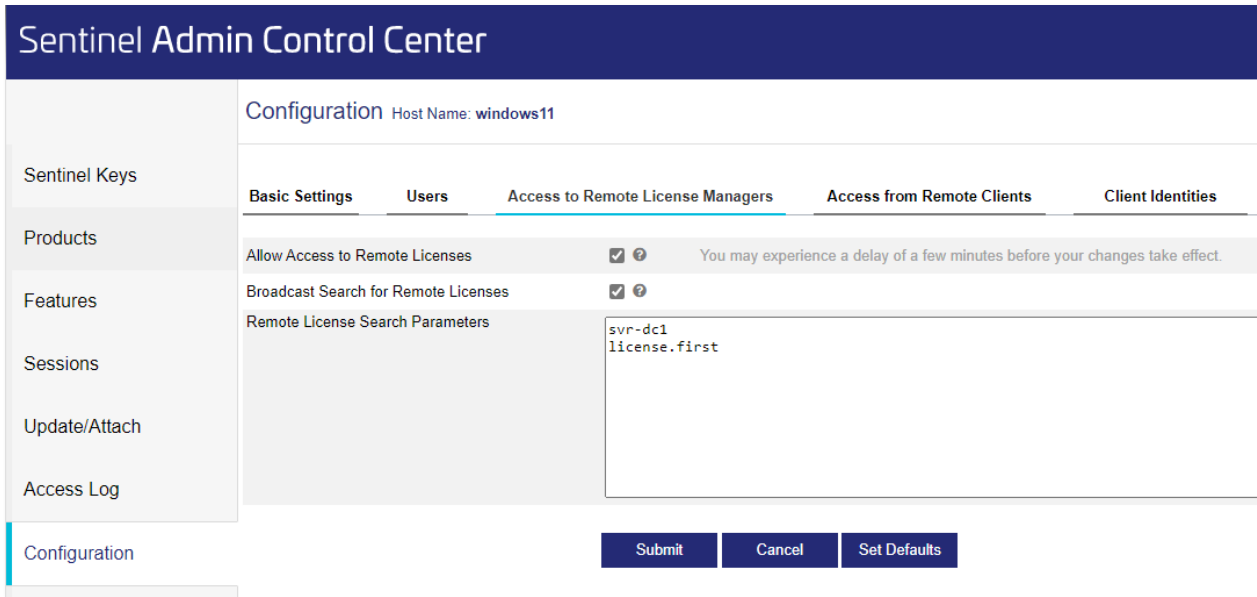 Sentinel Admin Control Center
Configuration Host Name: windows11
Sentinel Keys
Products
Features
Sessions
Update/Attach
Access Log
Configuration
Basic Settings Users Access to Remote License Managers Access from Remote Clients Client Identities
Allow Access to Remote Licenses ? You may experience a delay of a few minutes before your changes take effect.
Broadcast Search for Remote Licenses ?
Remote License Search Parameters
svr-dc1
license.first
Submit Cancel Set Defaults